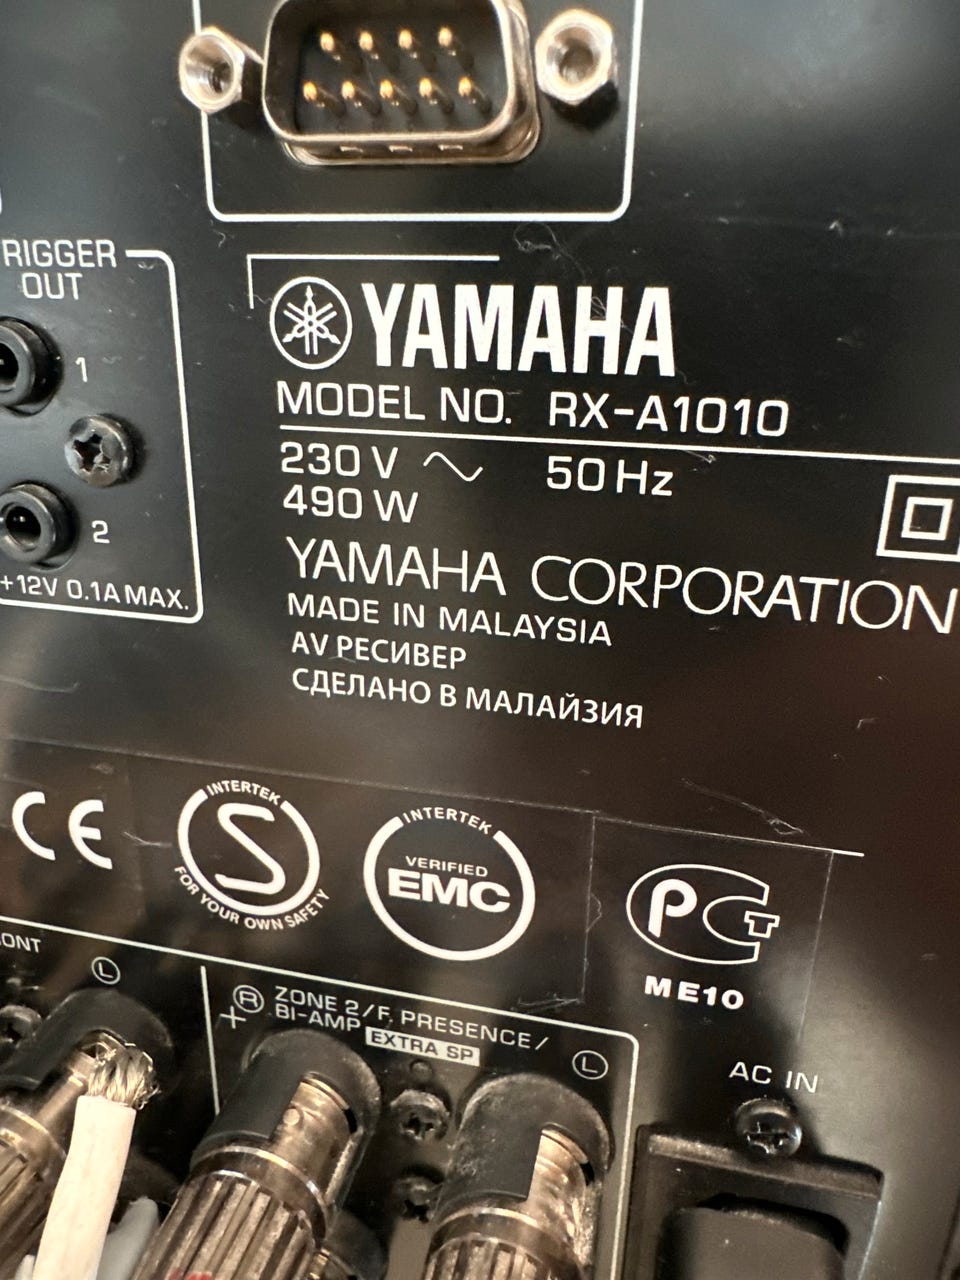 RIGGER
OUT
1
2
+12V 0.1A MAX.
YAMAHA
MODEL NO. RX-A1010
230 V 50 Hz
490 W
YAMAHA CORPORATION
MADE IN MALAYSIA
AV РЕСИВЕР
СДЕЛАНО В МАЛАЙЗИЯ
CE
INTERTEK
S
FOR YOUR OWN SAFETY
INTERTEK
VERIFIED
EMC
РСТ
ME10
ONT
L
R ZONE 2/F. PRESENCE/
+ BI-AMP EXTRA SP
L
AC IN